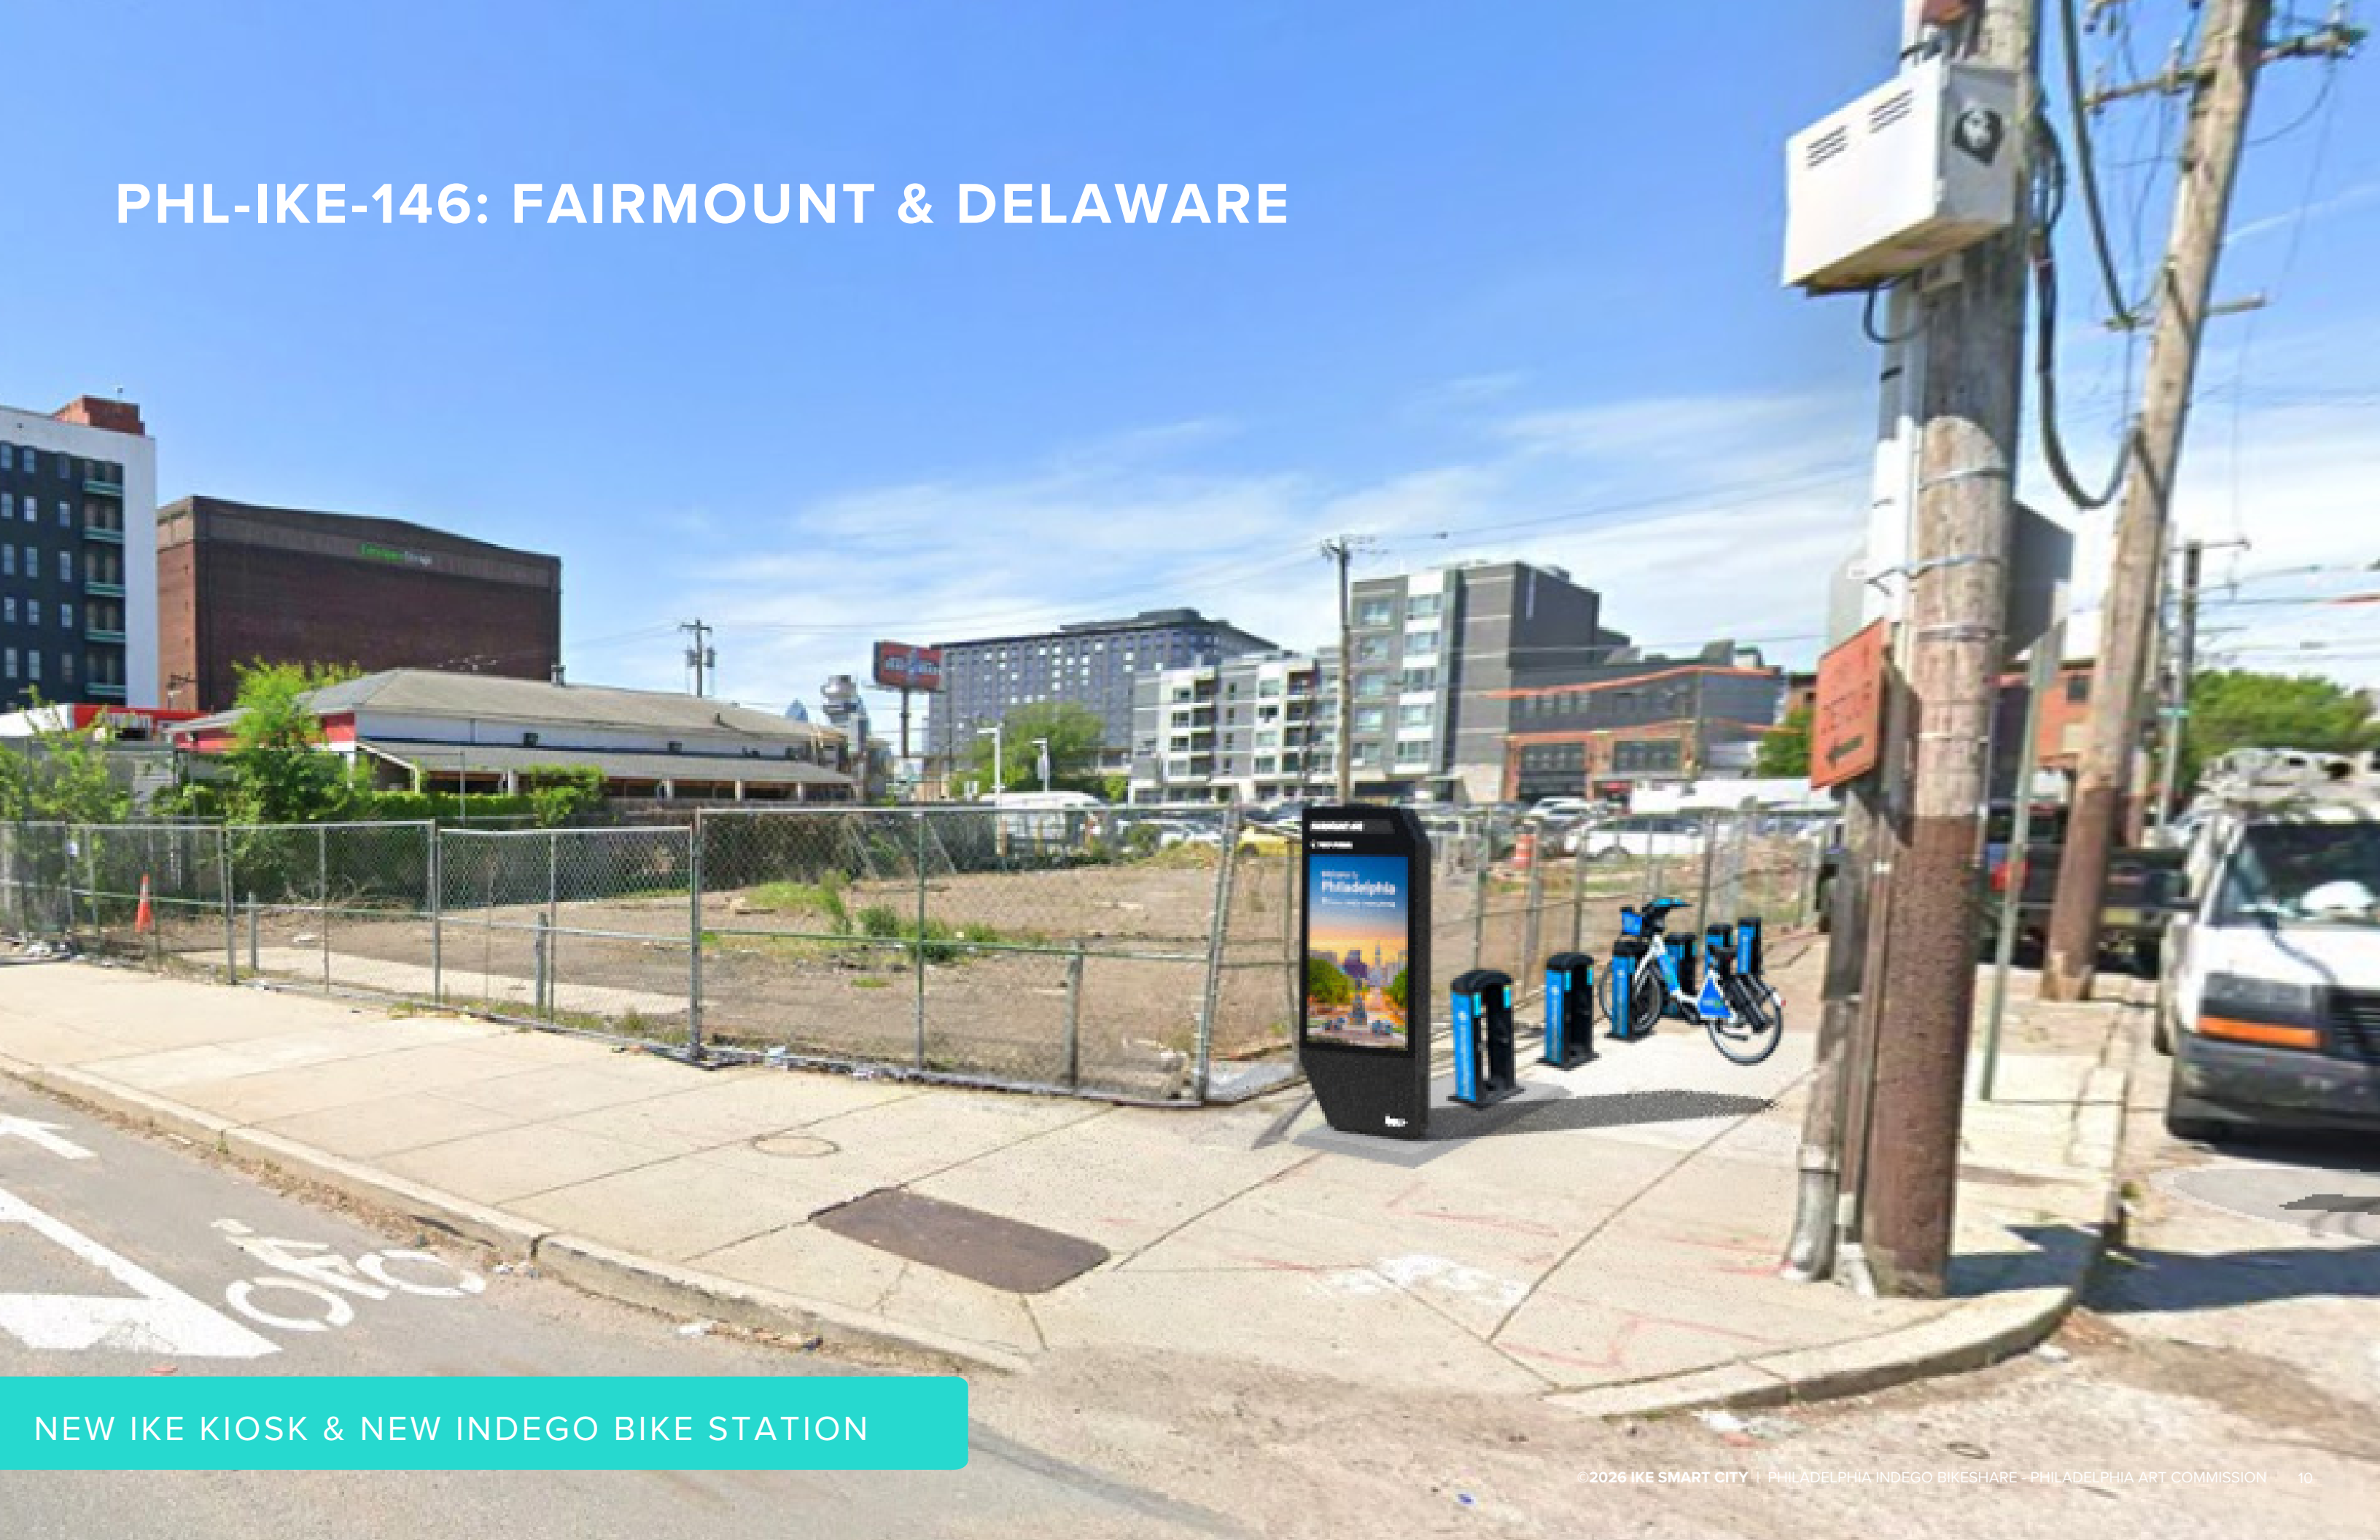 PHL-IKE-146: FAIRMOUNT & DELAWARE
Philadelphia
DETOUR
NEW IKE KIOSK & NEW INDEGO BIKE STATION
©2026 IKE SMART CITY | PHILADELPHIA INDEGO BIKESHARE - PHILADELPHIA ART COMMISSION 10